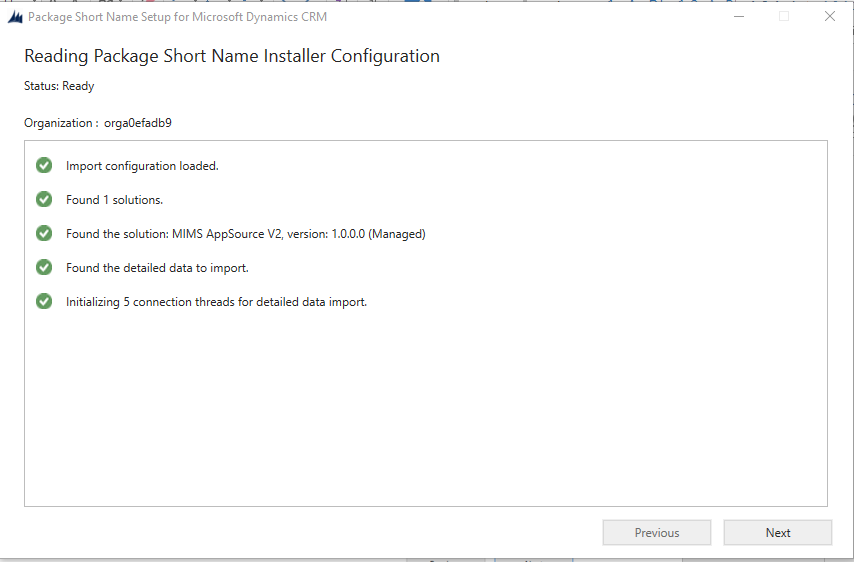 Package Short Name Setup for Microsoft Dynamics CRM
Reading Package Short Name Installer Configuration
Status: Ready
Organization : orga0efadb9
Import configuration loaded.
Found 1 solutions.
Found the solution: MIMS AppSource V2, version: 1.0.0.0 (Managed)
Found the detailed data to import.
Initializing 5 connection threads for detailed data import.
Previous
Next